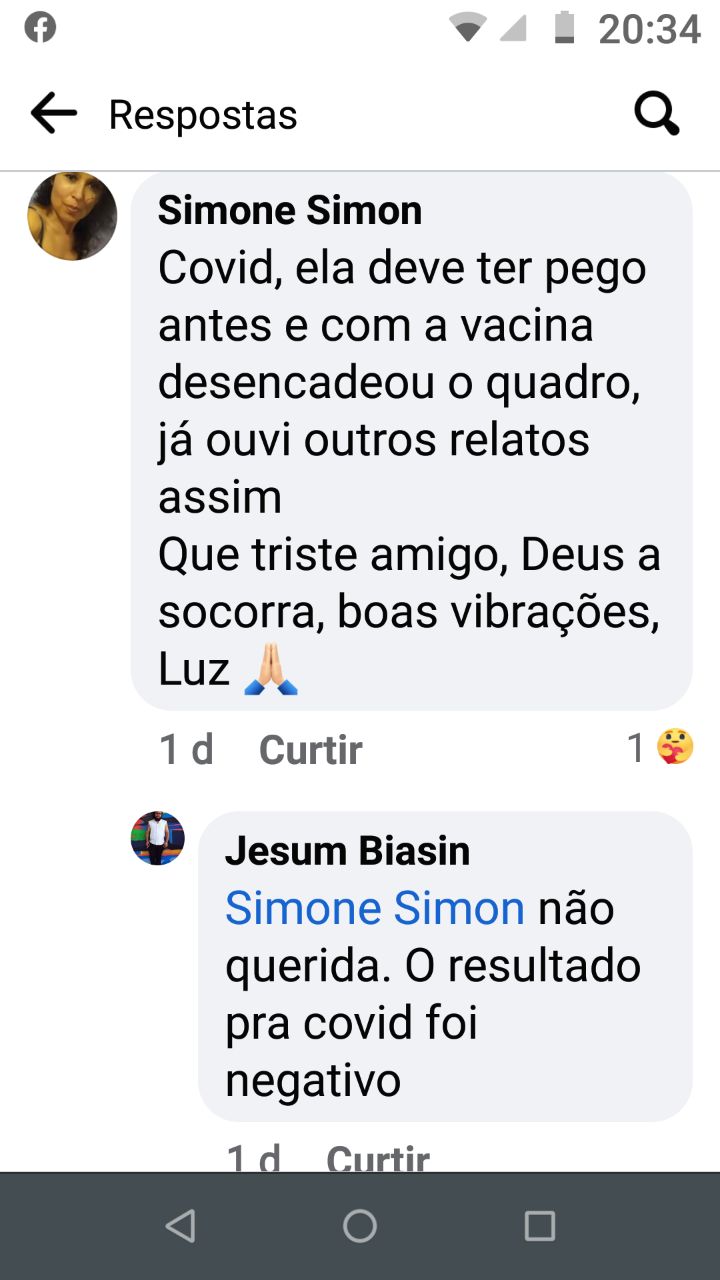 20:34
Respostas
Simone Simon
Covid, ela deve ter pego
antes e com a vacina
desencadeou o quadro,
já ouvi outros relatos
assim
Que triste amigo, Deus a
socorra, boas vibrações,
Luz 🙏🏻
1 d Curtir 1
Jesum Biasin
Simone Simon não
querida. O resultado
pra covid foi
negativo
1 d Curtir